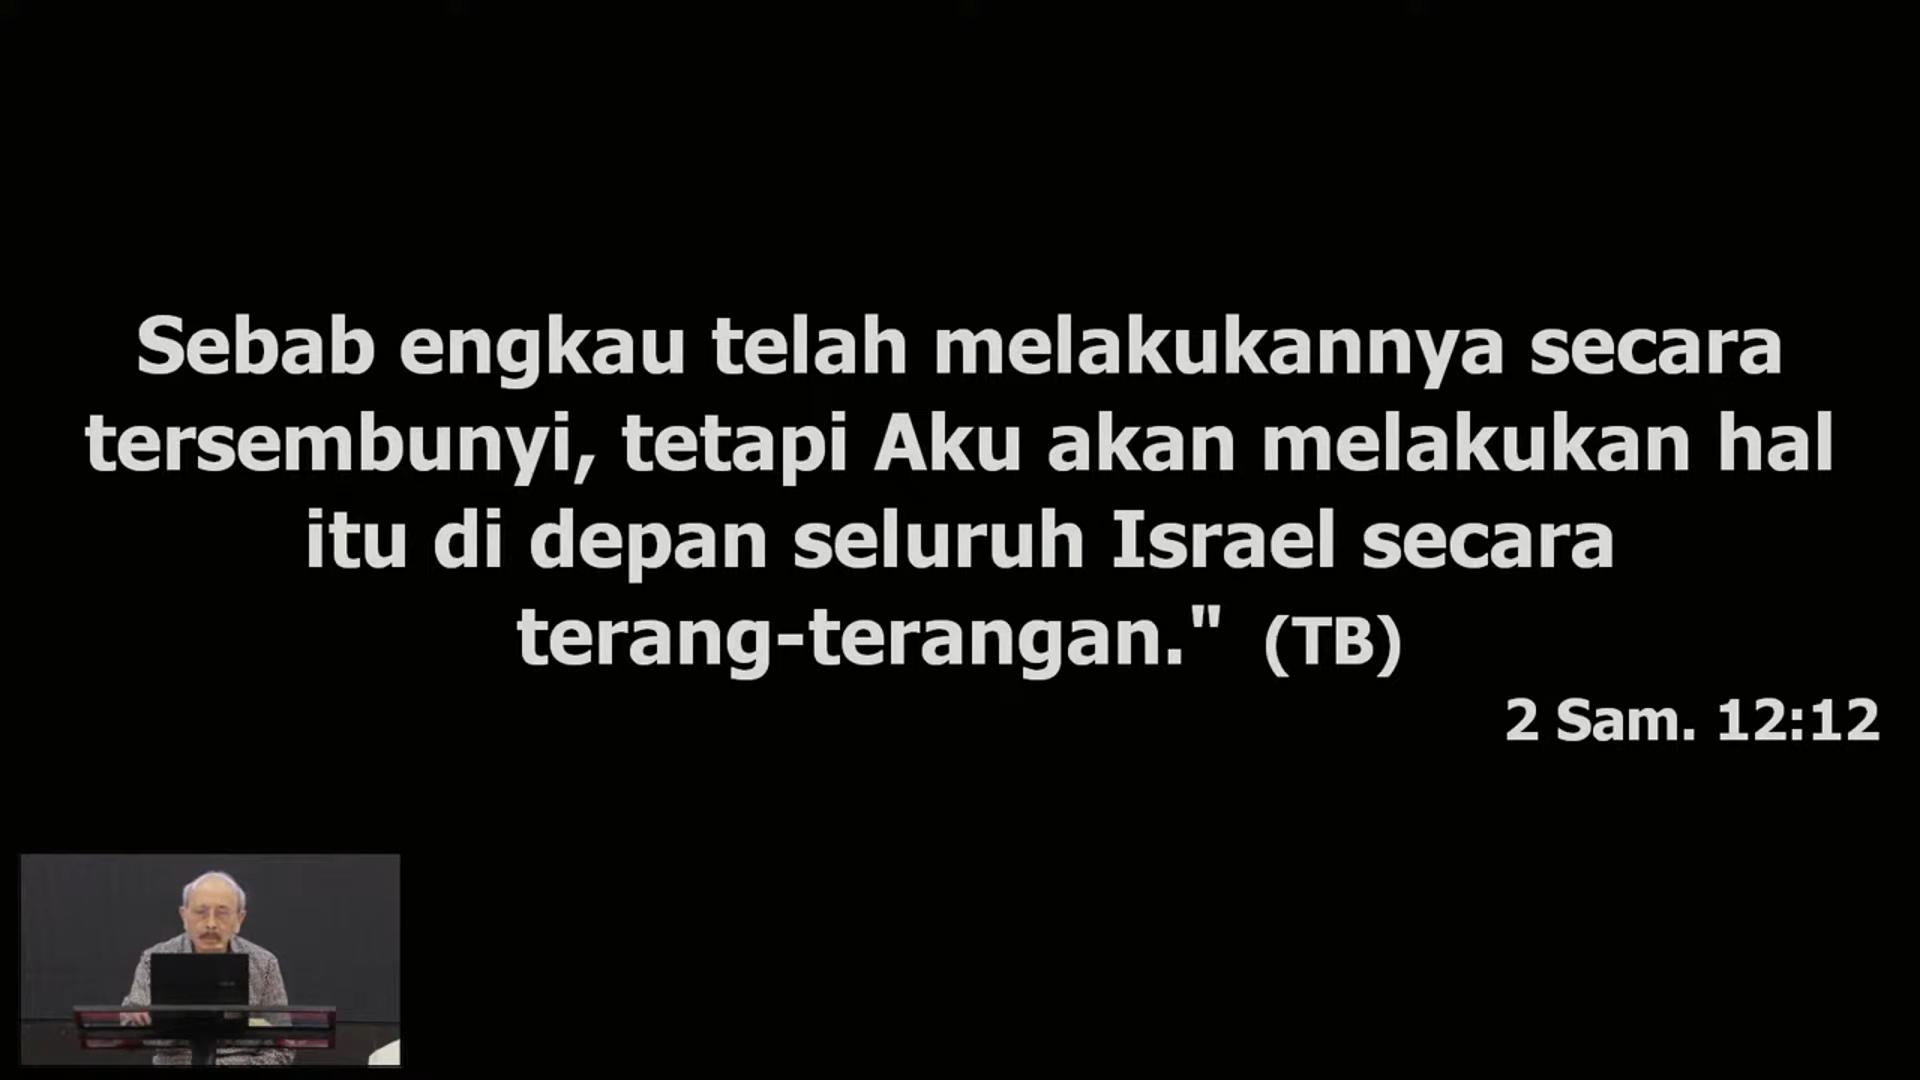 Sebab engkau telah melakukannya secara
tersembunyi, tetapi Aku akan melakukan hal
itu di depan seluruh Israel secara
terang-terangan." (TB)
2 Sam. 12:12